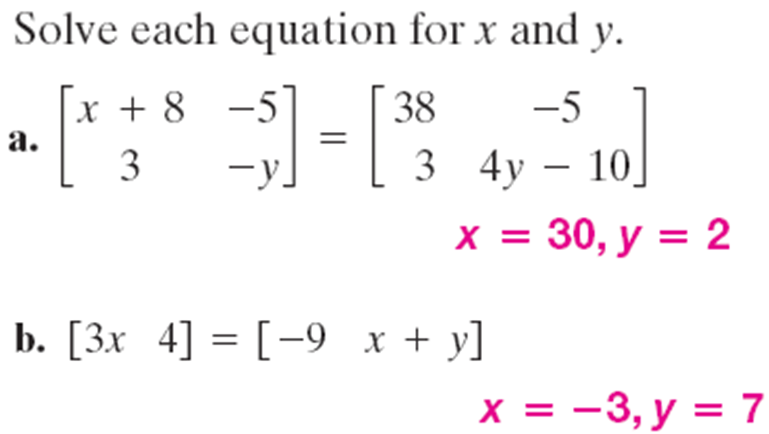 Solve each equation for x and y.
a. [x + 8 −5] = [38 −5]
[3 −y] [3 4y − 10]
x = 30, y = 2
b. [3x 4] = [−9 x + y]
x = −3, y = 7